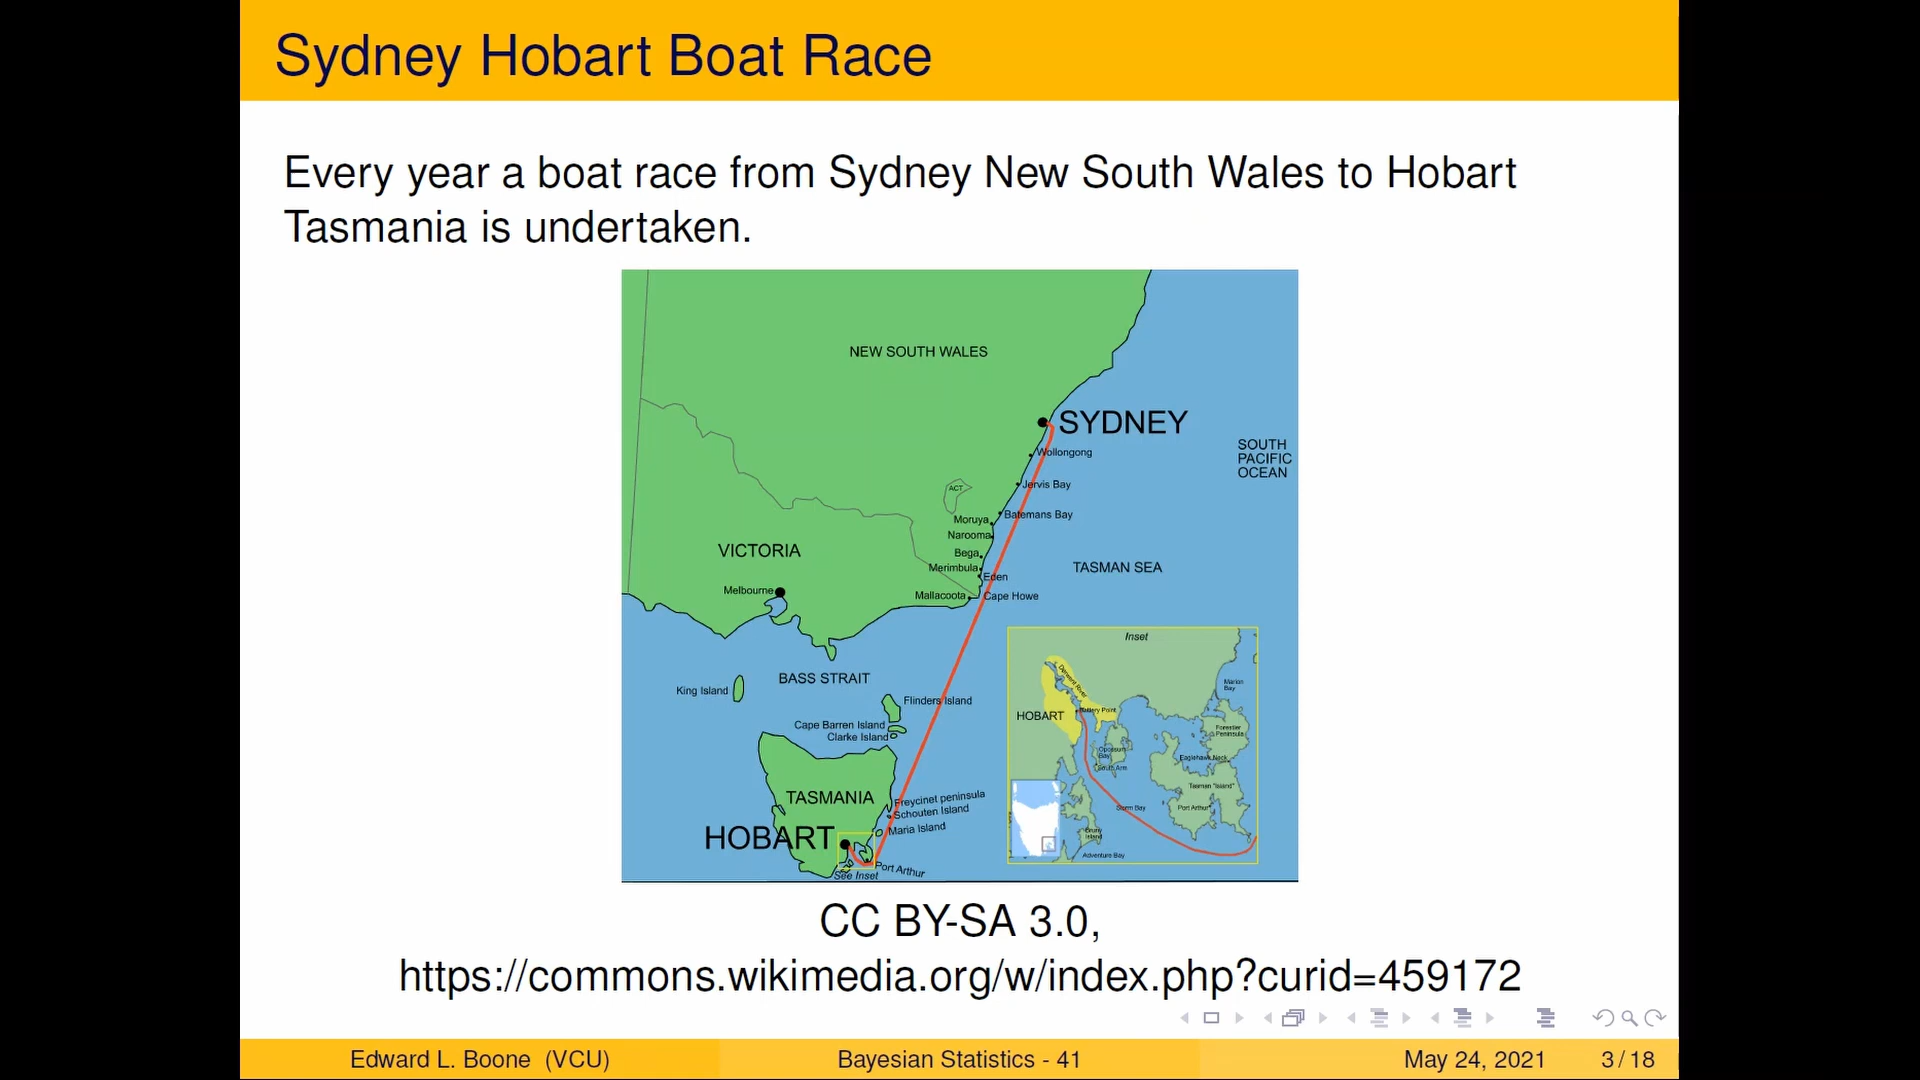 Sydney Hobart Boat Race
Every year a boat race from Sydney New South Wales to Hobart
Tasmania is undertaken.
NEW SOUTH WALES
SYDNEY
SOUTH
PACIFIC
OCEAN
Wollongong
Jervis Bay
ACT
Batemans Bay
Moruya
Narooma
VICTORIA
Bega
TASMAN SEA
Merimbula
Eden
Melbourne
Mallacoota
Cape Howe
Inset
BASS STRAIT
King Island
Flinders Island
Cape Barren Island
Clarke Island
Derwent River
Marion
Bay
HOBART
Battery Point
Forestier
Peninsula
Opossum
Bay
South Arm
Eaglehawk Neck
Tasman "Island"
Port Arthur
Storm Bay
Bruny
Island
Adventure Bay
TASMANIA
Freycinet peninsula
Schouten Island
Maria Island
HOBART
Port Arthur
See Inset
CC BY-SA 3.0,
https://commons.wikimedia.org/w/index.php?curid=459172
Edward L. Boone (VCU)
Bayesian Statistics - 41
May 24, 2021
3 / 18